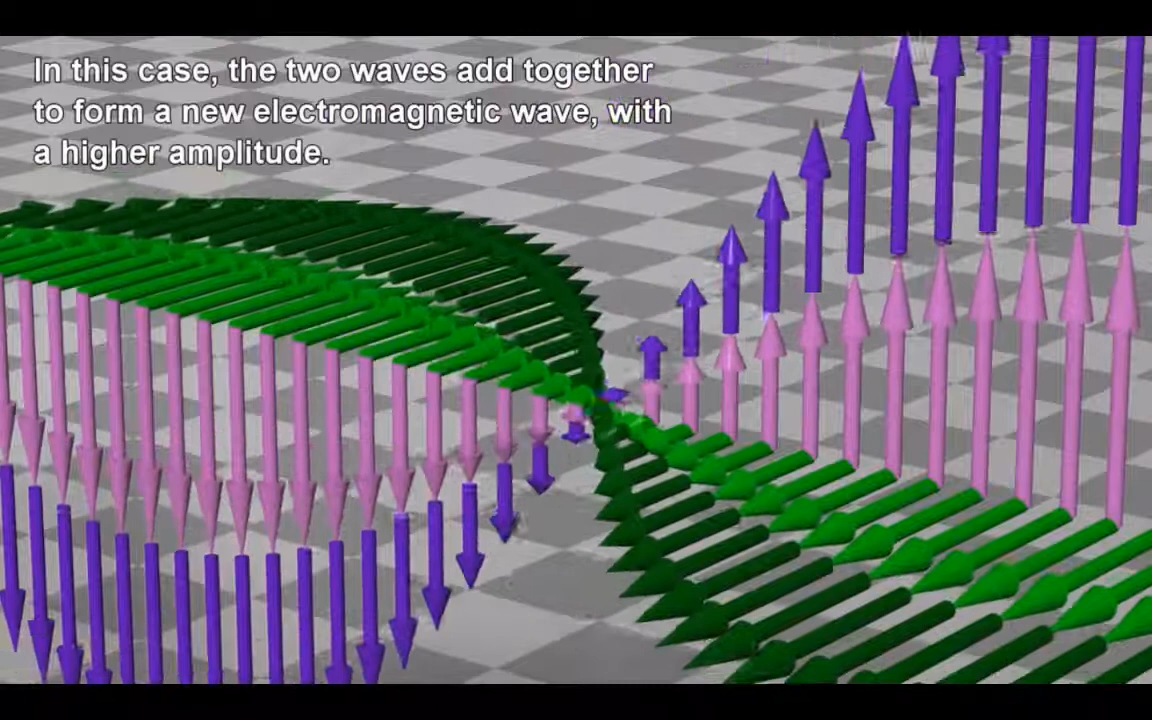 In this case, the two waves add together
to form a new electromagnetic wave, with
a higher amplitude.